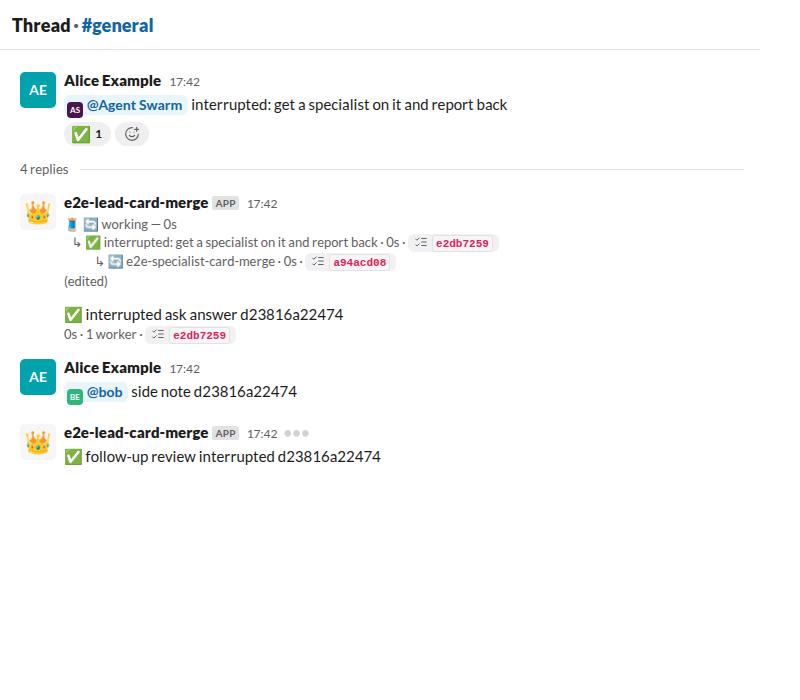 Thread · #general
AE
Alice Example 17:42
AS @Agent Swarm interrupted: get a specialist on it and report back
✅ 1
4 replies
e2e-lead-card-merge APP 17:42
🧵 🔄 working — 0s
↳ ✅ interrupted: get a specialist on it and report back · 0s · e2db7259
↳ 🔄 e2e-specialist-card-merge · 0s · a94acd08
(edited)
✅ interrupted ask answer d23816a22474
0s · 1 worker · e2db7259
AE
Alice Example 17:42
BE @bob side note d23816a22474
e2e-lead-card-merge APP 17:42
✅ follow-up review interrupted d23816a22474